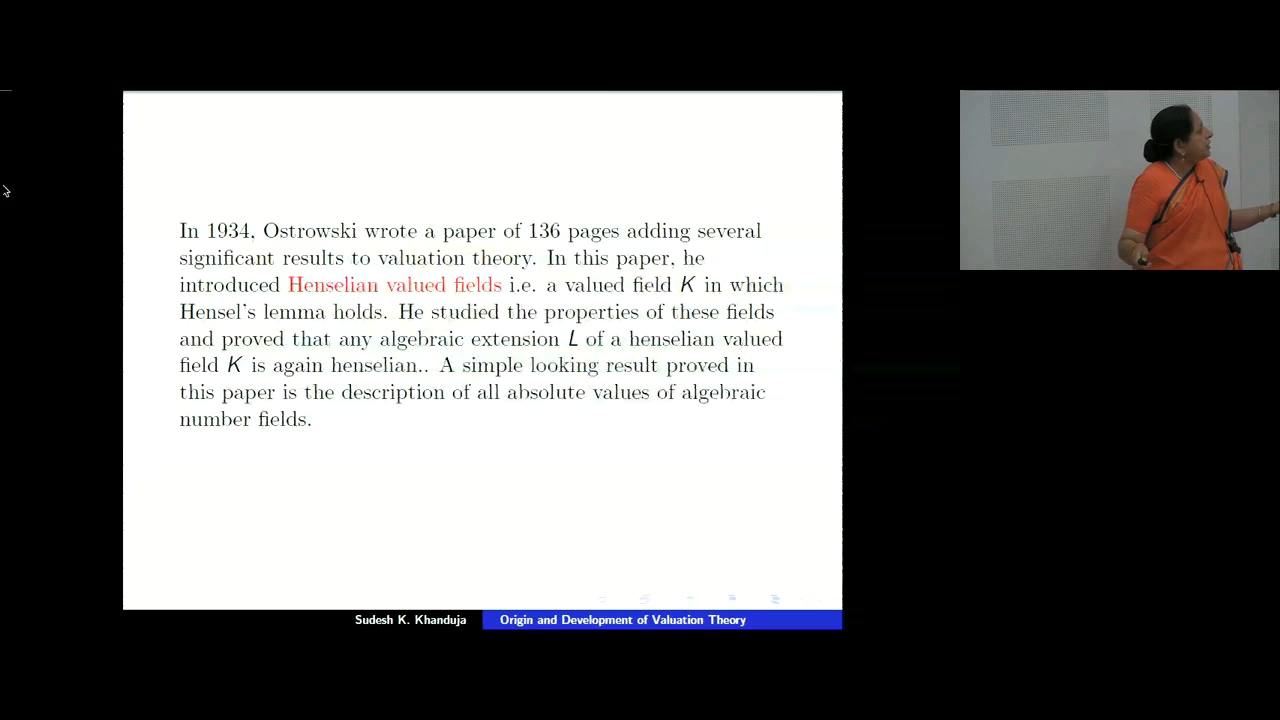 In 1934, Ostrowski wrote a paper of 136 pages adding several
significant results to valuation theory. In this paper, he
introduced Henselian valued fields i.e. a valued field K in which
Hensel's lemma holds. He studied the properties of these fields
and proved that any algebraic extension L of a henselian valued
field K is again henselian.. A simple looking result proved in
this paper is the description of all absolute values of algebraic
number fields.
Sudesh K. Khanduja Origin and Development of Valuation Theory